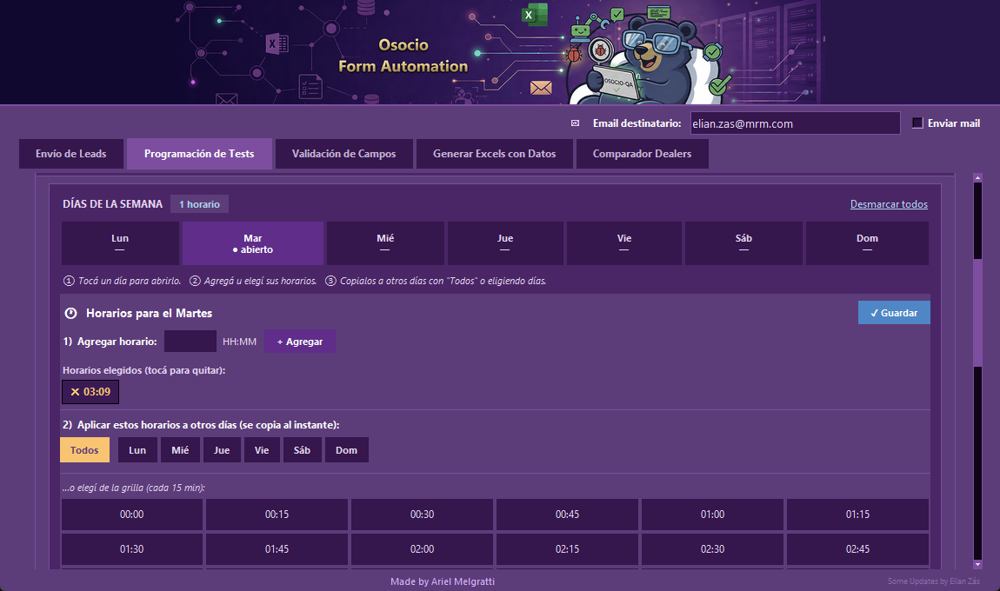 Osocio
Form Automation
X
X
OSOCIO-QA
Email destinatario:
elian.zas@mrm.com
Enviar mail
Envío de Leads
Programación de Tests
Validación de Campos
Generar Excels con Datos
Comparador Dealers
DÍAS DE LA SEMANA
1 horario
Desmarcar todos
Lun
—
Mar
● abierto
Mié
—
Jue
—
Vie
—
Sáb
—
Dom
—
① Tocá un día para abrirlo. ② Agregá u elegí sus horarios. ③ Copialos a otros días con "Todos" o eligiendo días.
Horarios para el Martes
✓ Guardar
1) Agregar horario:
HH:MM
+ Agregar
Horarios elegidos (tocá para quitar):
✕ 03:09
2) Aplicar estos horarios a otros días (se copia al instante):
Todos
Lun
Mié
Jue
Vie
Sáb
Dom
...o elegí de la grilla (cada 15 min):
00:00
00:15
00:30
00:45
01:00
01:15
01:30
01:45
02:00
02:15
02:30
02:45
Made by Ariel Melgratti
Some Updates by Elian Zás